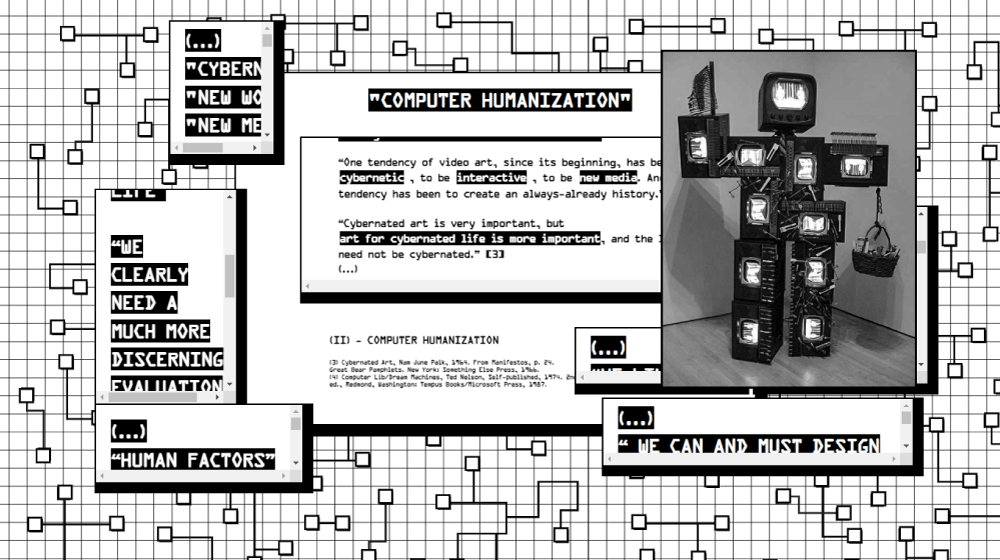 (...)
"CYBERN
"NEW WO
"NEW ME
"COMPUTER HUMANIZATION"
“One tendency of video art, since its beginning, has be
cybernetic , to be interactive , to be new media. An
tendency has been to create an always-already history."
“Cybernated art is very important, but
art for cybernated life is more important, and the l
need not be cybernated.” [3]
(...)
LIFE
“WE
CLEARLY
NEED A
MUCH MORE
DISCERNING
EVALUATION
(II) - COMPUTER HUMANIZATION
(3) Cybernated Art, Nam June Paik, 1964. From Manifestos, p. 24.
Great Bear Pamphlets. New York: Something Else Press, 1966.
(4) Computer Lib/Dream Machines, Ted Nelson, Self-published, 1974. 2n
ed., Redmond, Washington: Tempus Books/Microsoft Press, 1987.
(...)
(...)
“HUMAN FACTORS”
(...)
“ WE CAN AND MUST DESIGN